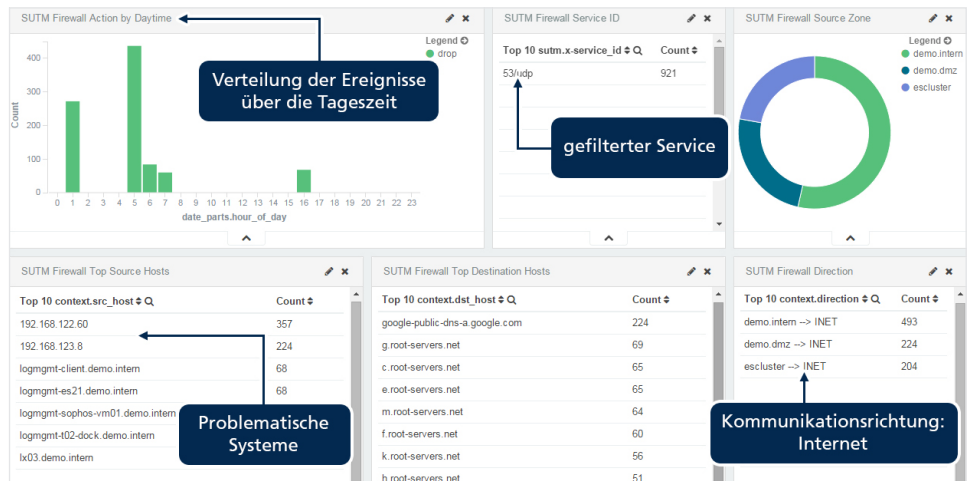 SUTM Firewall Action by Daytime
Legend
drop
400
300
200
100
0
Count
0 1 2 3 4 5 6 7 8 9 10 11 12 13 14 15 16 17 18 19 20 21 22 23
date_parts.hour_of_day
Verteilung der Ereignisse
über die Tageszeit
SUTM Firewall Service ID
Top 10 sutm.x-service_id Count
53/udp 921
gefilterter Service
SUTM Firewall Source Zone
Legend
demo.intern
demo.dmz
escluster
SUTM Firewall Top Source Hosts
Top 10 context.src_host Count
192.168.122.60 357
192.168.123.8 224
logmgmt-client.demo.intern 68
logmgmt-es21.demo.intern 68
logmgmt-sophos-vm01.demo.intern
logmgmt-t02-dock.demo.intern
lx03.demo.intern
Problematische
Systeme
SUTM Firewall Top Destination Hosts
Top 10 context.dst_host Count
google-public-dns-a.google.com 224
g.root-servers.net 69
c.root-servers.net 65
e.root-servers.net 65
m.root-servers.net 64
f.root-servers.net 60
k.root-servers.net 56
h.root-servers.net 51
SUTM Firewall Direction
Top 10 context.direction Count
demo.intern --> INET 493
demo.dmz --> INET 224
escluster --> INET 204
Kommunikationsrichtung:
Internet